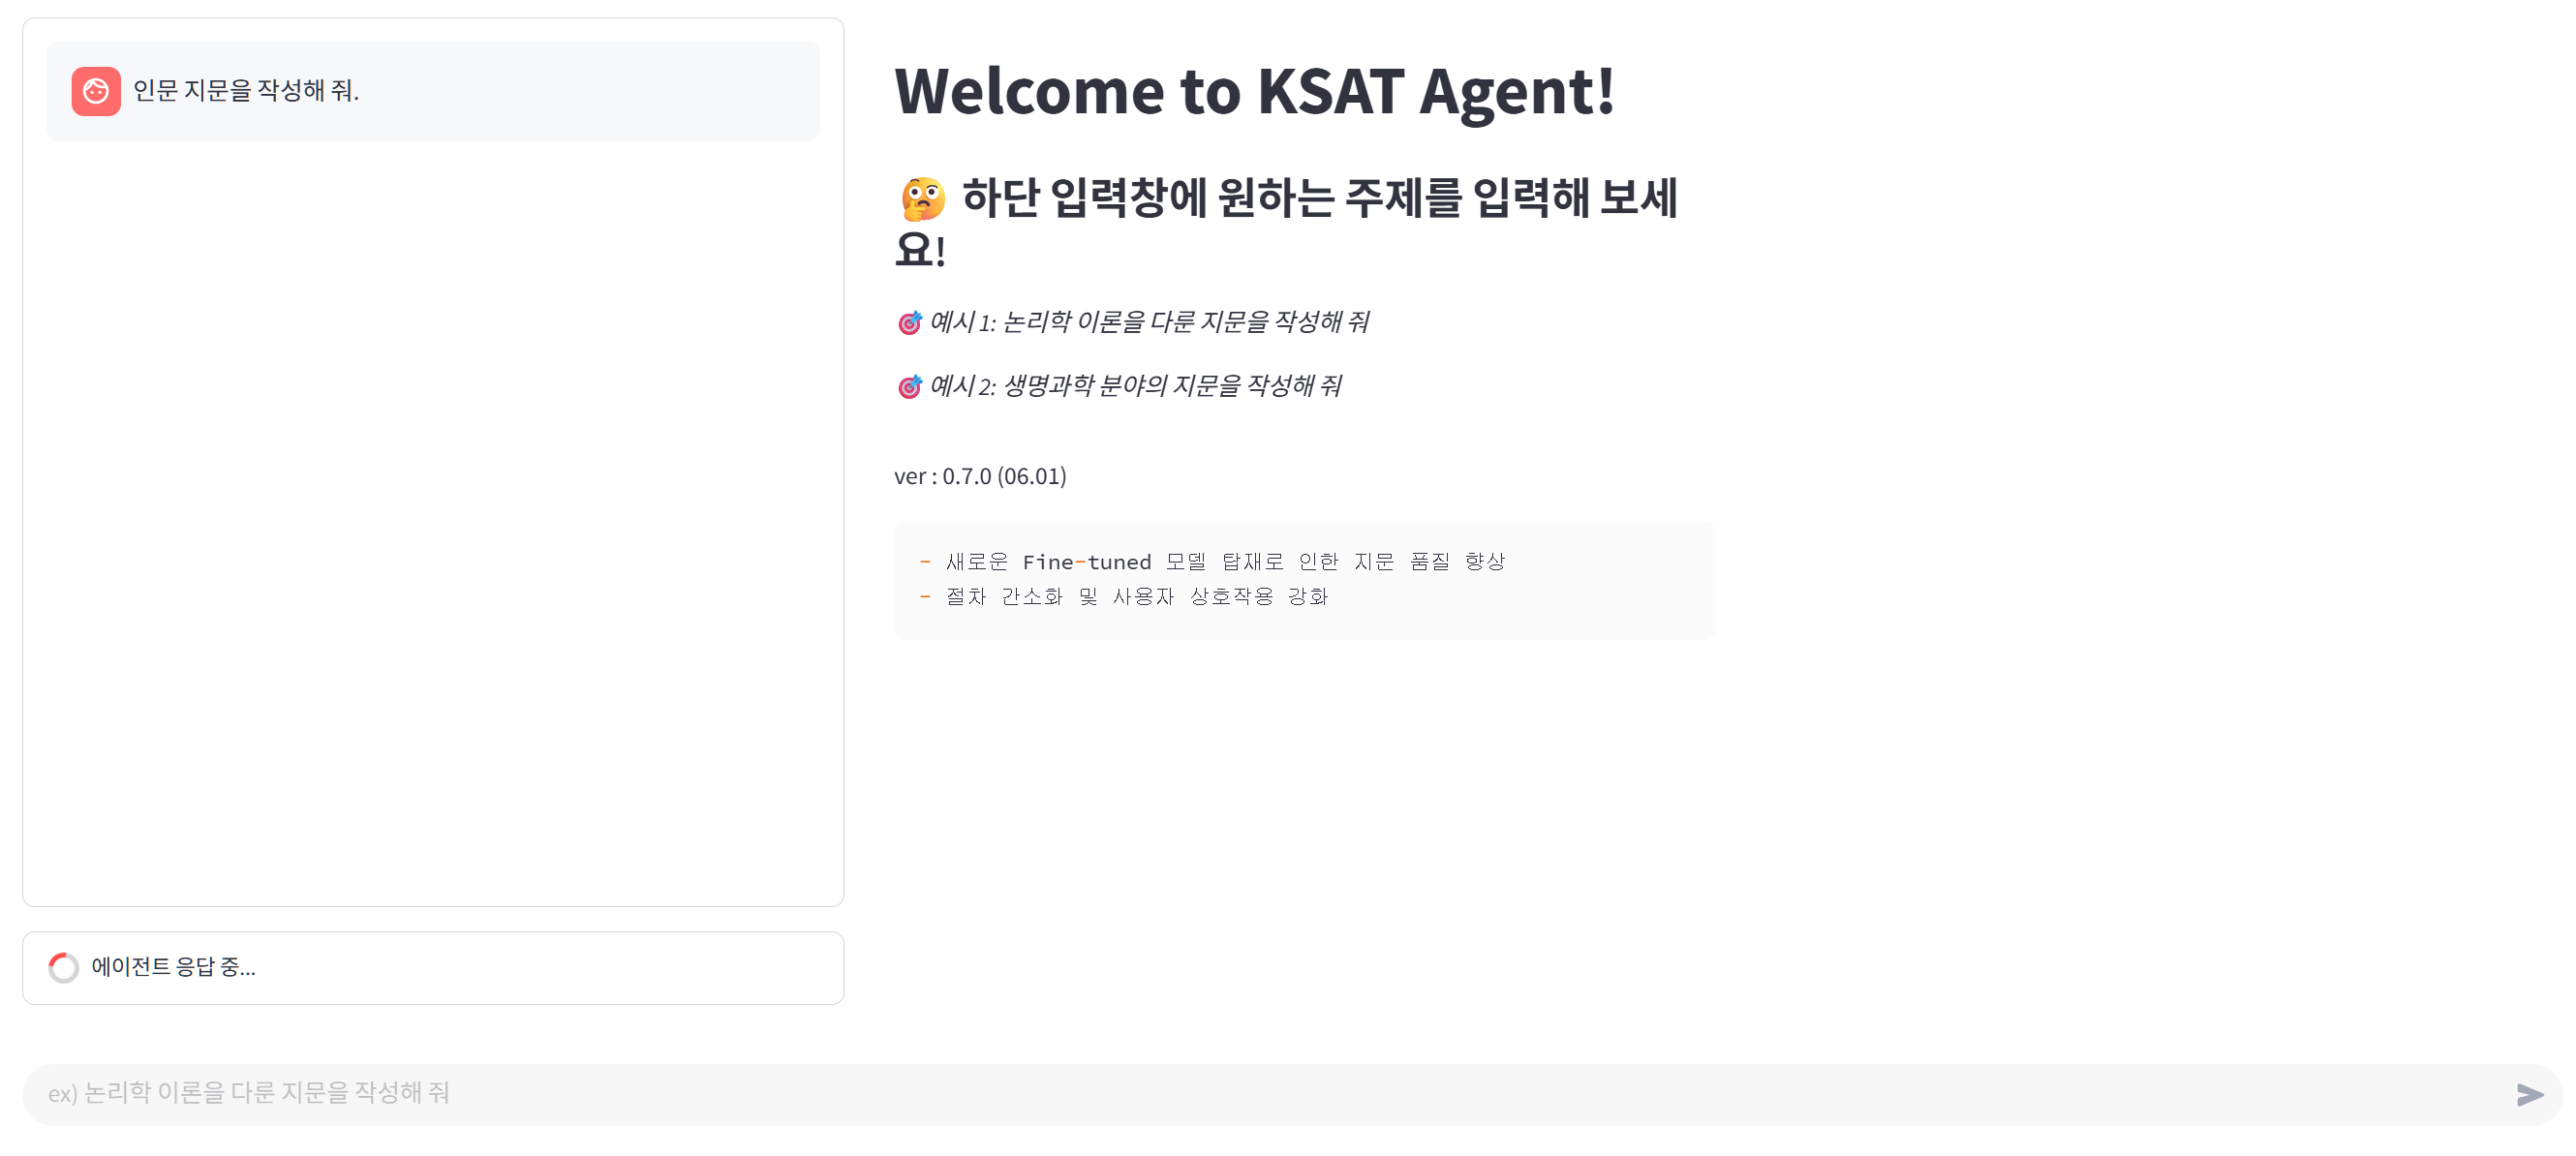 인문 지문을 작성해 줘.
에이전트 응답 중...
Welcome to KSAT Agent!
🤔 하단 입력창에 원하는 주제를 입력해 보세
요!
🎯 예시 1: 논리학 이론을 다룬 지문을 작성해 줘
🎯 예시 2: 생명과학 분야의 지문을 작성해 줘
ver : 0.7.0 (06.01)
- 새로운 Fine-tuned 모델 탑재로 인한 지문 품질 향상
- 절차 간소화 및 사용자 상호작용 강화
ex) 논리학 이론을 다룬 지문을 작성해 줘